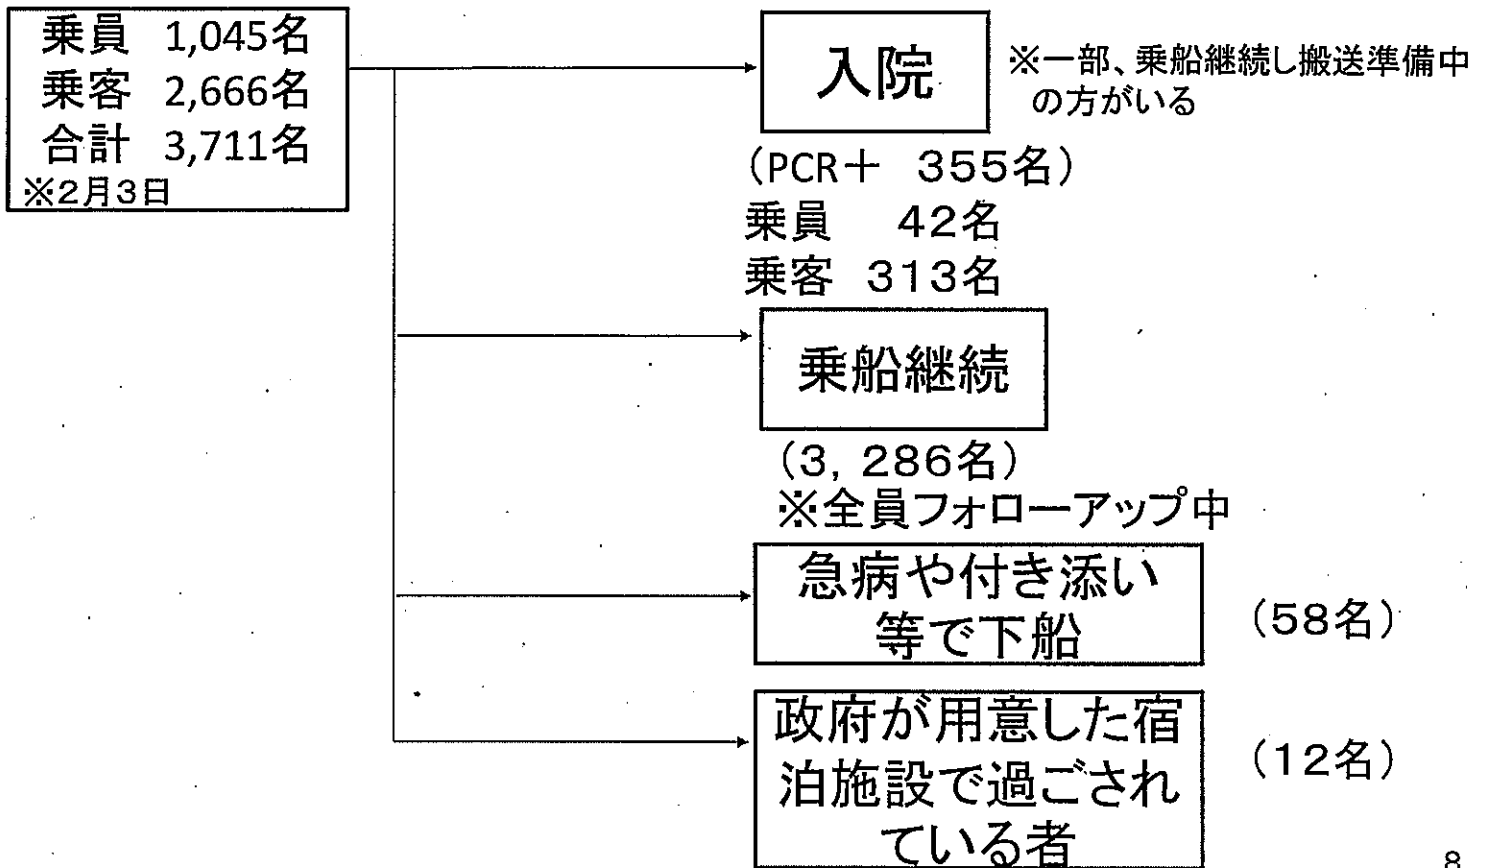 乗員 1,045名
乗客 2,666名
合計 3,711名
※2月3日
入院
※一部、乗船継続し搬送準備中
の方がいる
（PCR＋ 355名）
乗員 42名
乗客 313名
乗船継続
（3, 286名）
※全員フォローアップ中
急病や付き添い
等で下船
（58名）
政府が用意した宿
泊施設で過ごされ
ている者
（12名）
8